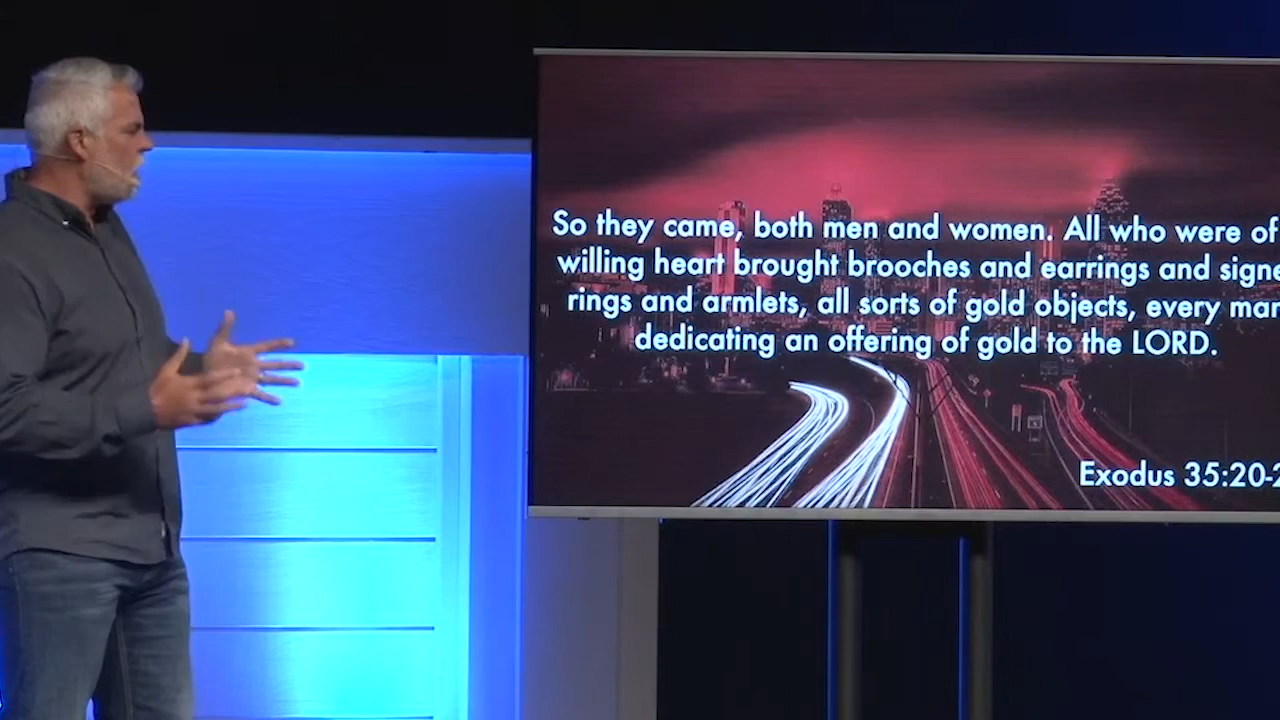 So they came, both men and women. All who were of
willing heart brought brooches and earrings and signe
rings and armlets, all sorts of gold objects, every man
dedicating an offering of gold to the LORD.
Exodus 35:20-2